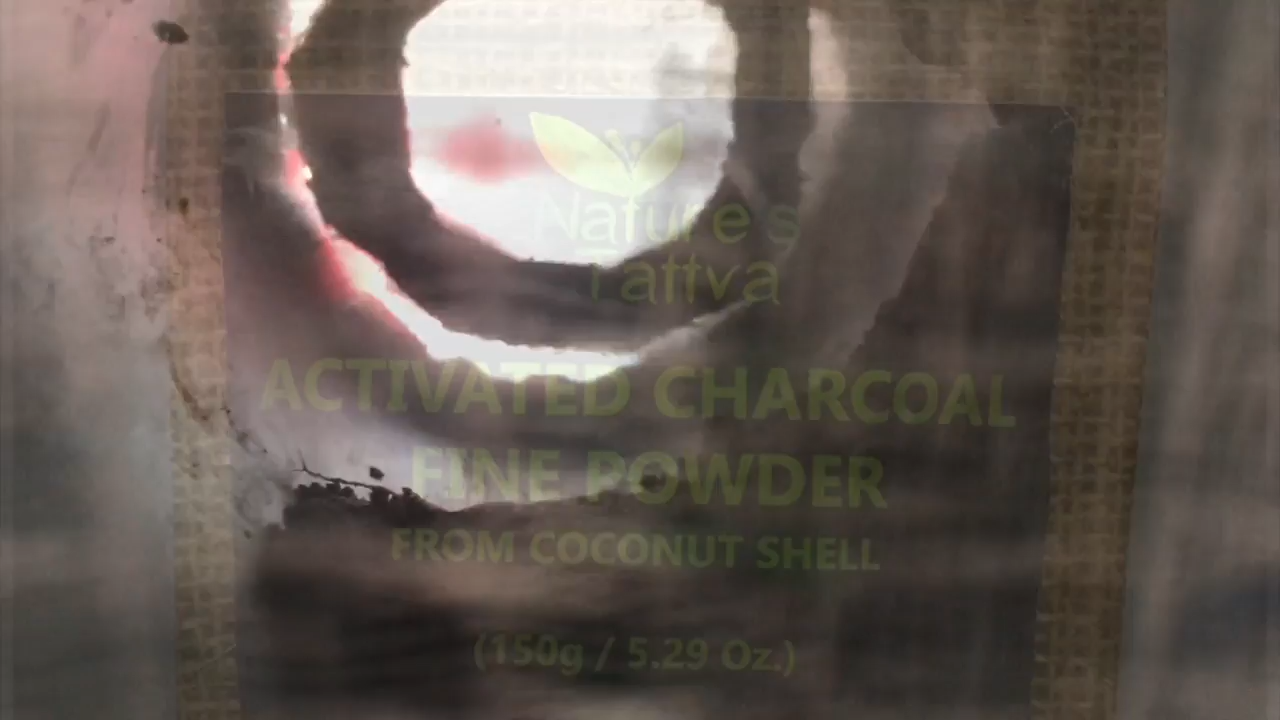 Nature's
Tattva
ACTIVATED CHARCOAL
FINE POWDER
FROM COCONUT SHELL
(150g / 5.29 Oz.)